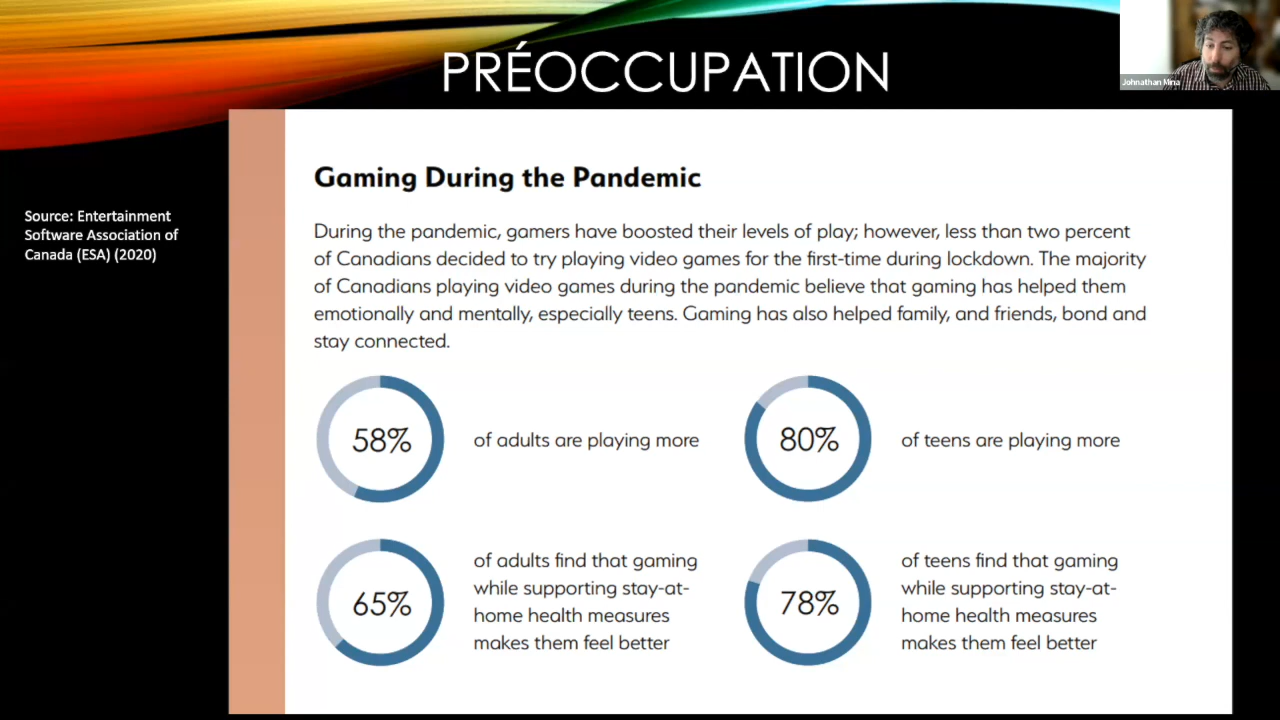 PRÉOCCUPATION
Johnathan Mina
Source: Entertainment
Software Association of
Canada (ESA) (2020)
Gaming During the Pandemic
During the pandemic, gamers have boosted their levels of play; however, less than two percent
of Canadians decided to try playing video games for the first-time during lockdown. The majority
of Canadians playing video games during the pandemic believe that gaming has helped them
emotionally and mentally, especially teens. Gaming has also helped family, and friends, bond and
stay connected.
58%
of adults are playing more
80%
of teens are playing more
65%
of adults find that gaming
while supporting stay-at-
home health measures
makes them feel better
78%
of teens find that gaming
while supporting stay-at-
home health measures
makes them feel better